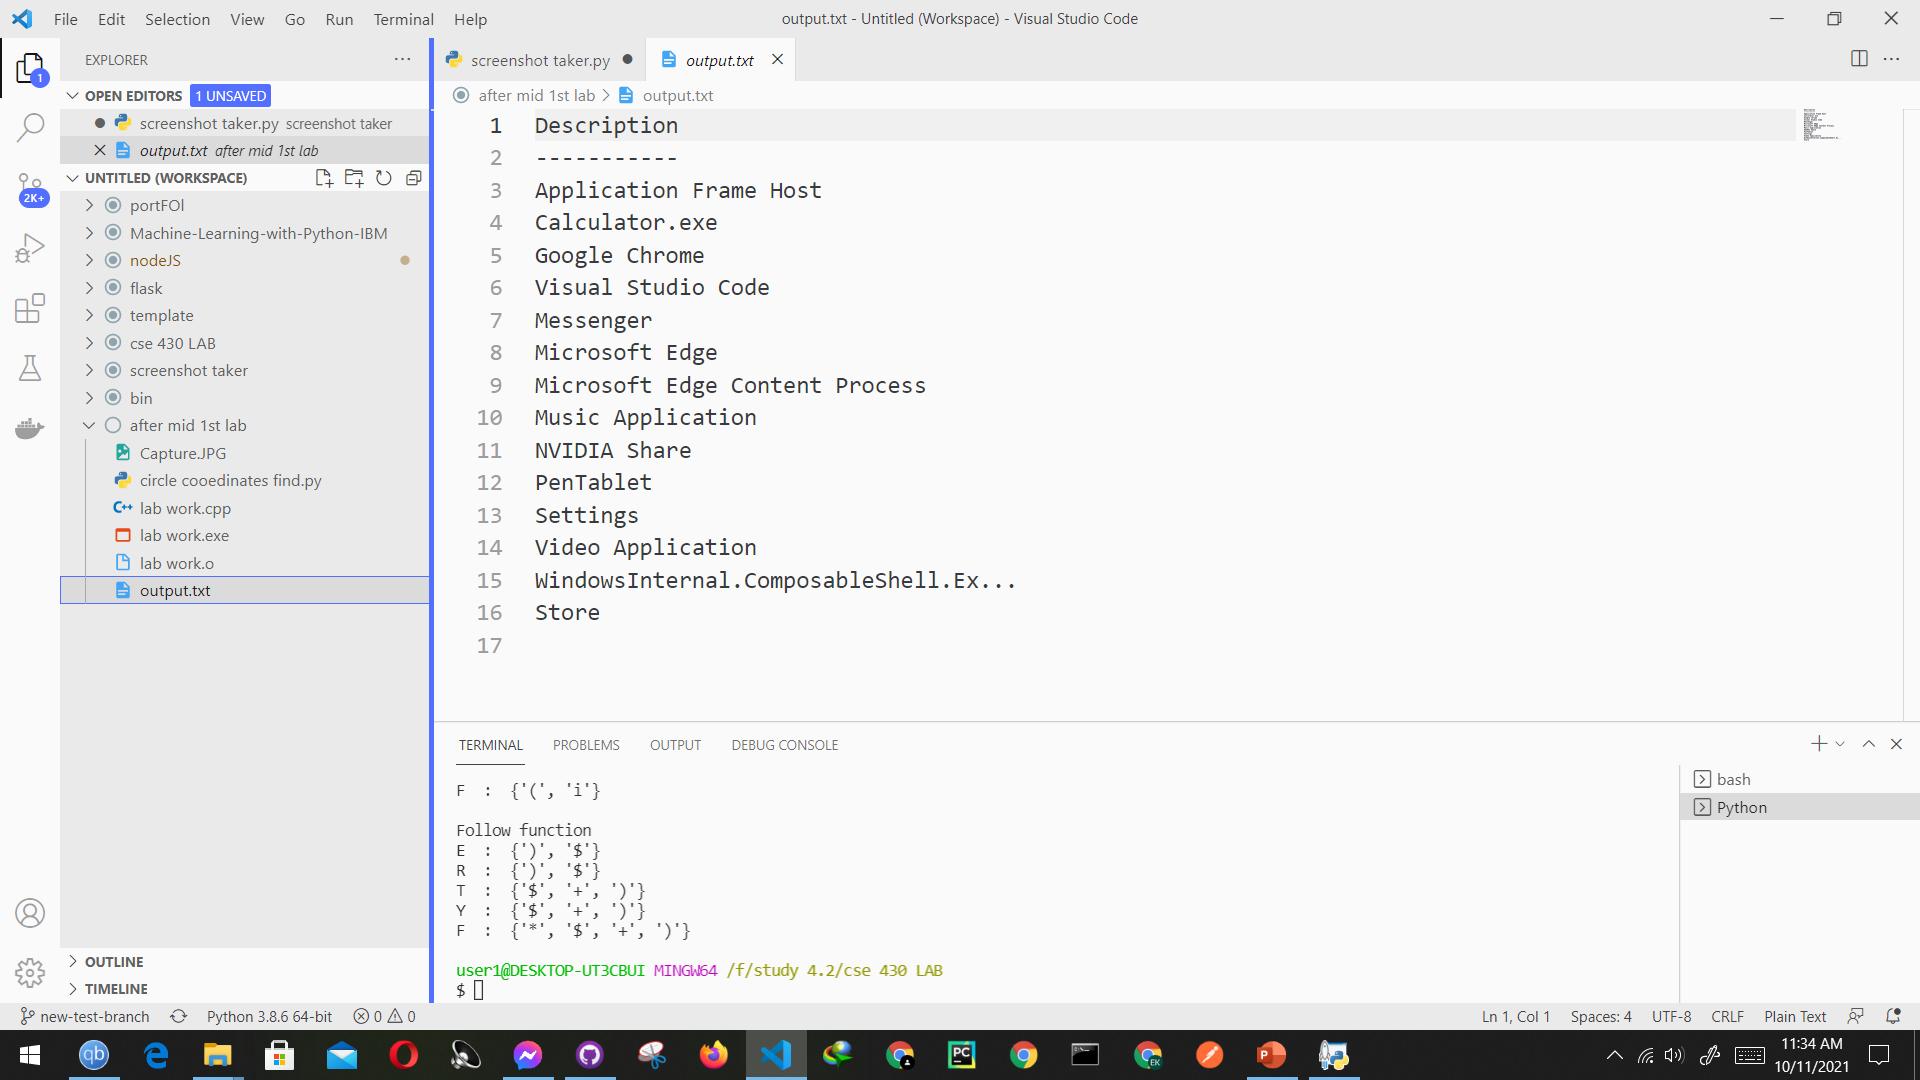 File Edit Selection View Go Run Terminal Help
output.txt - Untitled (Workspace) - Visual Studio Code
EXPLORER
OPEN EDITORS 1 UNSAVED
screenshot taker.py screenshot taker
output.txt after mid 1st lab
UNTITLED (WORKSPACE)
portFOl
Machine-Learning-with-Python-IBM
nodeJS
flask
template
cse 430 LAB
screenshot taker
bin
after mid 1st lab
Capture.JPG
circle cooedinates find.py
lab work.cpp
lab work.exe
lab work.o
output.txt
OUTLINE
TIMELINE
1
2K+
screenshot taker.py
output.txt
after mid 1st lab > output.txt
1 Description
2 -----------
3 Application Frame Host
4 Calculator.exe
5 Google Chrome
6 Visual Studio Code
7 Messenger
8 Microsoft Edge
9 Microsoft Edge Content Process
10 Music Application
11 NVIDIA Share
12 PenTablet
13 Settings
14 Video Application
15 WindowsInternal.ComposableShell.Ex...
16 Store
17
TERMINAL PROBLEMS OUTPUT DEBUG CONSOLE
F : {'(', 'i'}
Follow function
E : {')', '$'}
R : {')', '$'}
T : {'$', '+', ')'}
Y : {'$', '+', ')'}
F : {'*', '$', '+', ')'}
user1@DESKTOP-UT3CBUI MINGW64 /f/study 4.2/cse 430 LAB
$
bash
Python
new-test-branch Python 3.8.6 64-bit 0 0
Ln 1, Col 1 Spaces: 4 UTF-8 CRLF Plain Text
qb
PC
EK
P
11:34 AM
10/11/2021